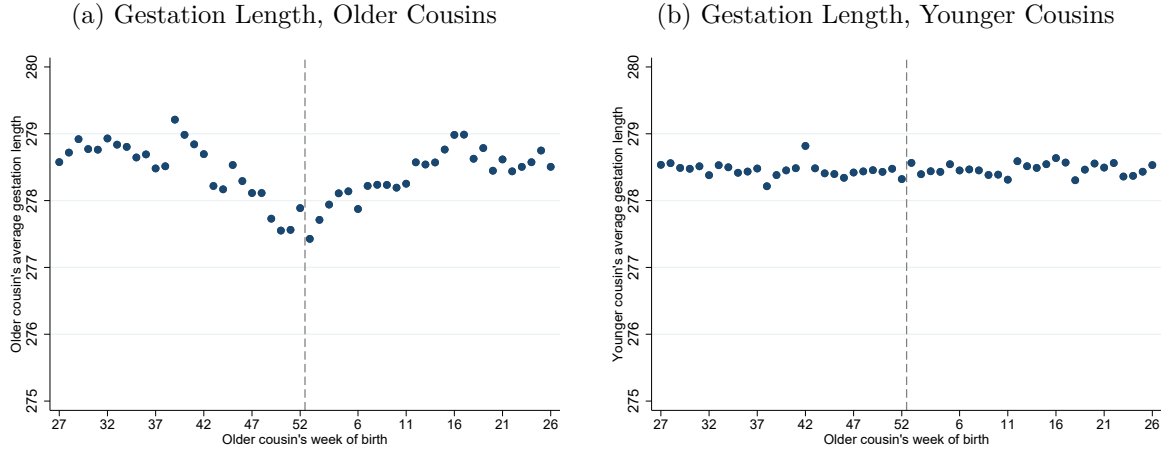 (a) Gestation Length, Older Cousins
Older cousin's average gestation length
280
279
278
277
276
275
27 32 37 42 47 52 6 11 16 21 26
Older cousin's week of birth
(b) Gestation Length, Younger Cousins
Younger cousin's average gestation length
280
279
278
277
276
275
27 32 37 42 47 52 6 11 16 21 26
Older cousin's week of birth